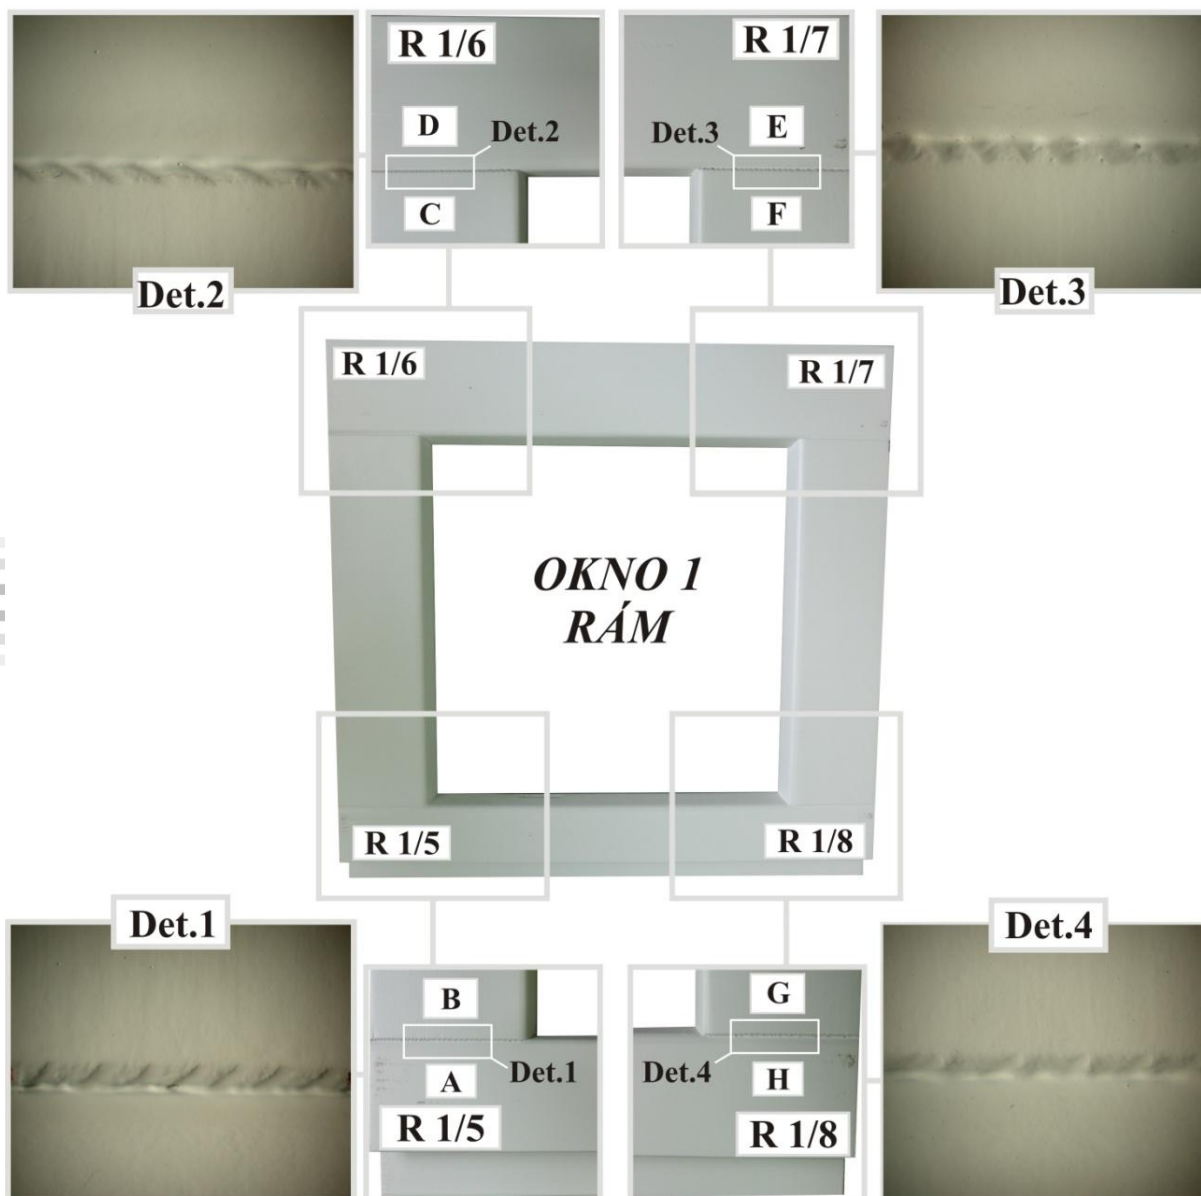 R 1/6
R 1/7
D
Det.2
Det.3
E
C
F
Det.2
Det.3
R 1/6
R 1/7
OKNO 1
RÁM
R 1/5
R 1/8
Det.1
Det.4
B
G
A
Det.1
Det.4
H
R 1/5
R 1/8